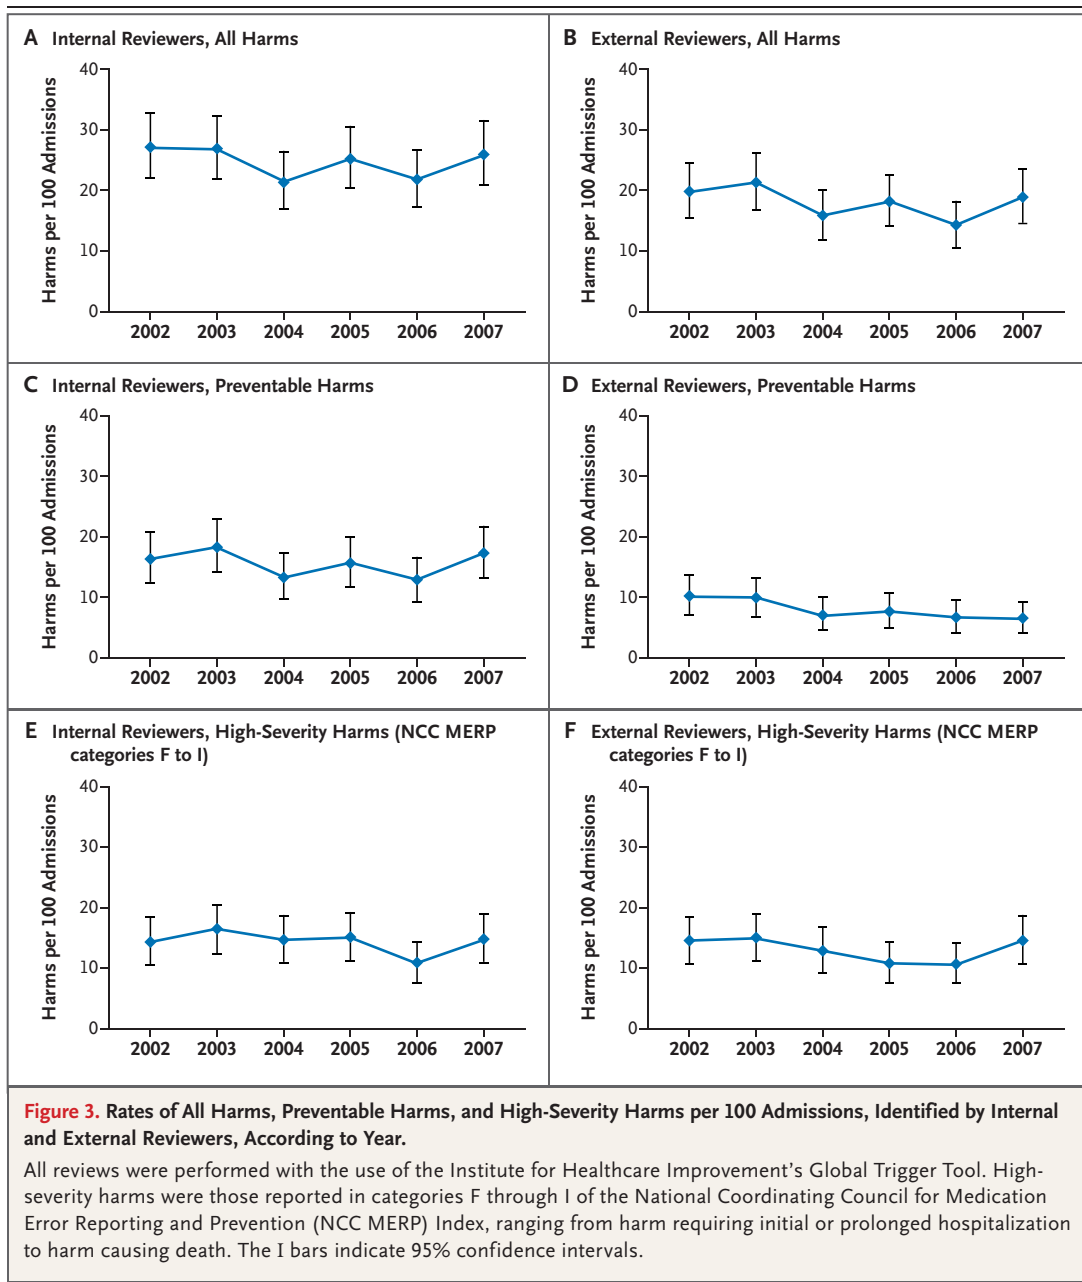 A Internal Reviewers, All Harms
Harms per 100 Admissions
40
30
20
10
0
2002 2003 2004 2005 2006 2007
B External Reviewers, All Harms
Harms per 100 Admissions
40
30
20
10
0
2002 2003 2004 2005 2006 2007
C Internal Reviewers, Preventable Harms
Harms per 100 Admissions
40
30
20
10
0
2002 2003 2004 2005 2006 2007
D External Reviewers, Preventable Harms
Harms per 100 Admissions
40
30
20
10
0
2002 2003 2004 2005 2006 2007
E Internal Reviewers, High-Severity Harms (NCC MERP
categories F to I)
Harms per 100 Admissions
40
30
20
10
0
2002 2003 2004 2005 2006 2007
F External Reviewers, High-Severity Harms (NCC MERP
categories F to I)
Harms per 100 Admissions
40
30
20
10
0
2002 2003 2004 2005 2006 2007
Figure 3. Rates of All Harms, Preventable Harms, and High-Severity Harms per 100 Admissions, Identified by Internal
and External Reviewers, According to Year.
All reviews were performed with the use of the Institute for Healthcare Improvement's Global Trigger Tool. High-
severity harms were those reported in categories F through I of the National Coordinating Council for Medication
Error Reporting and Prevention (NCC MERP) Index, ranging from harm requiring initial or prolonged hospitalization
to harm causing death. The I bars indicate 95% confidence intervals.